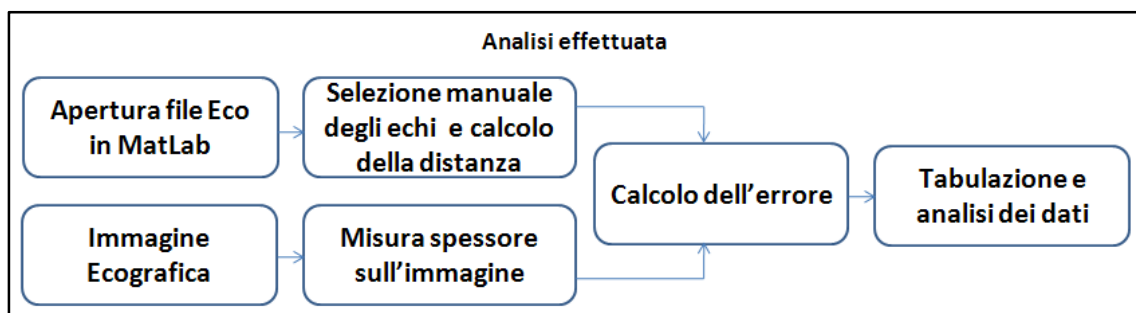 Analisi effettuata
Apertura file Eco
in MatLab
Selezione manuale
degli echi e calcolo
della distanza
Immagine
Ecografica
Misura spessore
sull'immagine
Calcolo dell'errore
Tabulazione e
analisi dei dati